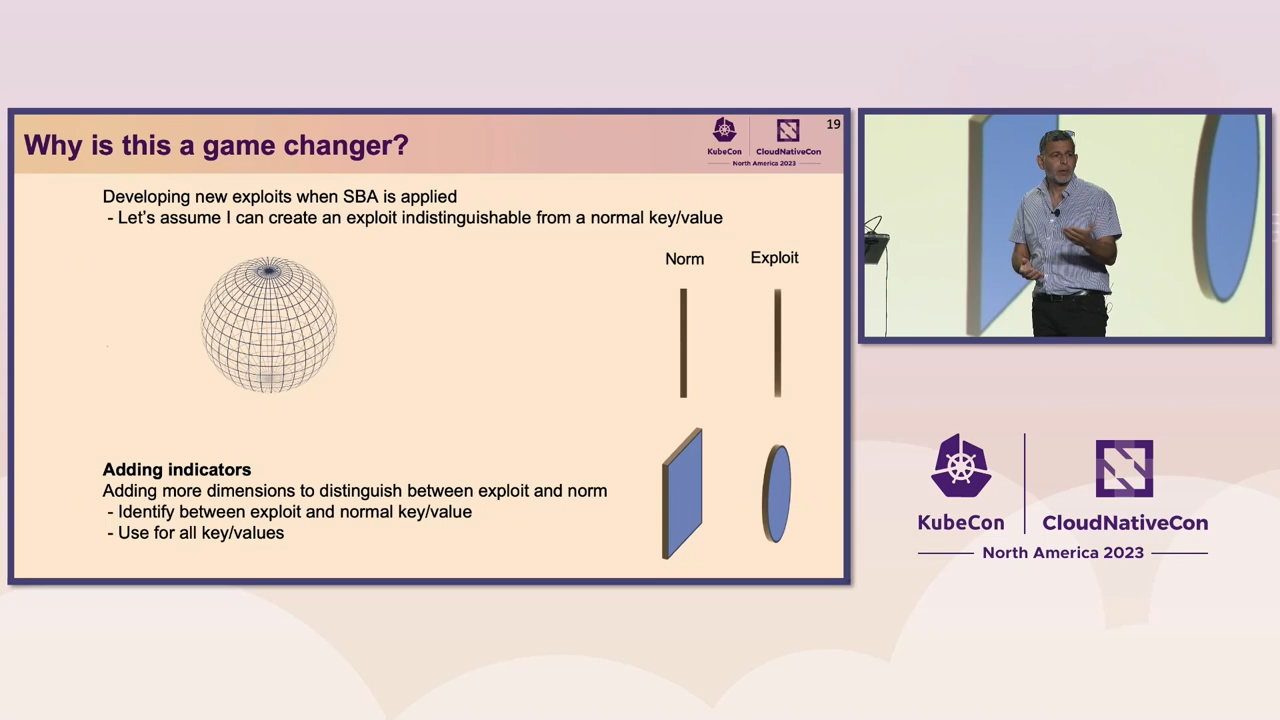 Why is this a game changer?
KubeCon
CloudNativeCon
North America 2023
19
Developing new exploits when SBA is applied
- Let's assume I can create an exploit indistinguishable from a normal key/value
Norm
Exploit
Adding indicators
Adding more dimensions to distinguish between exploit and norm
- Identify between exploit and normal key/value
- Use for all key/values
KubeCon
CloudNativeCon
North America 2023